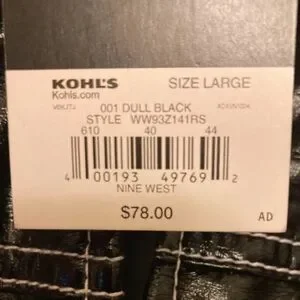 KOHL'S SIZE LARGE
Kohls.com
001 DULL BLACK
STYLE WW93Z141RS
610 40 44
4 00193 49769 2
NINE WEST
$78.00 AD